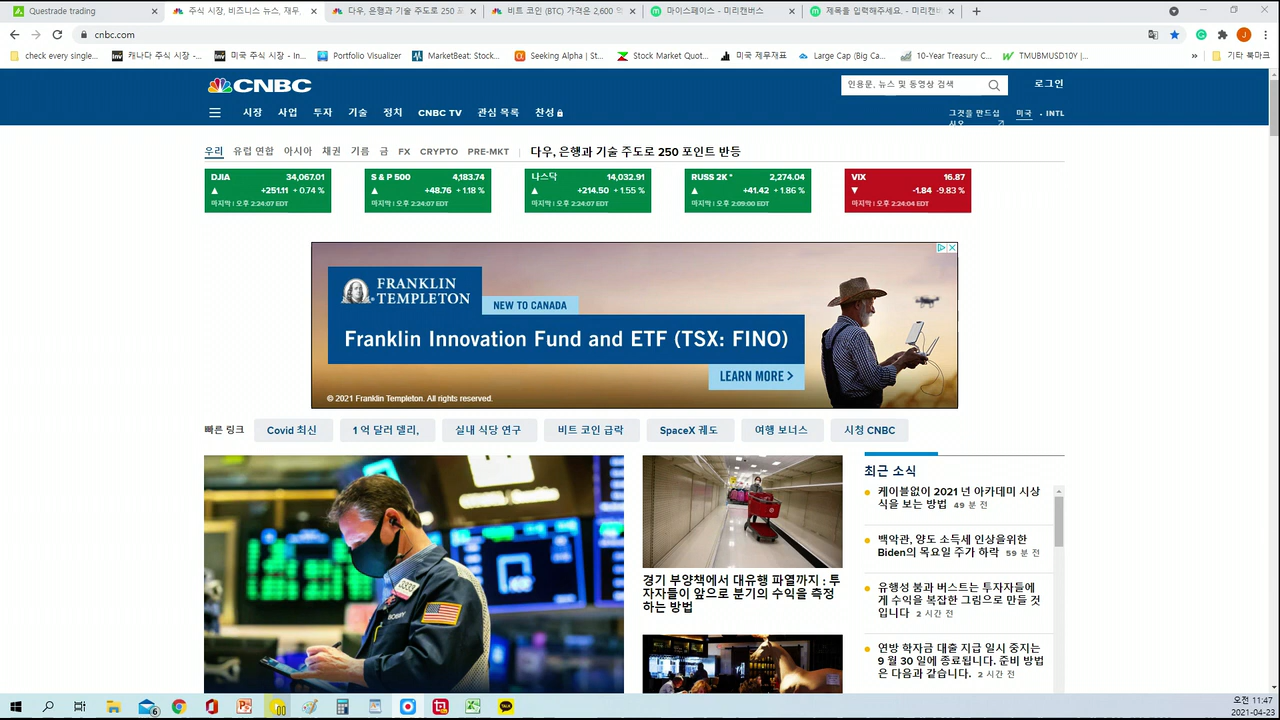 Questrade trading
주식 시장, 비즈니스 뉴스, 재무
다우, 은행과 기술 주도로 250 포
비트 코인 (BTC) 가격은 2,600 억
마이스페이스 - 미리캔버스
제목을 입력해주세요. - 미리캔버
cnbc.com
check every single...
캐나다 주식 시장 -...
미국 주식 시장 - In...
Portfolio Visualizer
MarketBeat: Stock...
Seeking Alpha | St...
Stock Market Quot...
미국 재무재표
Large Cap (Big Ca...
10-Year Treasury C...
TMUBMUSD10Y |...
기타 북마크
CNBC
인용문, 뉴스 및 동영상 검색
로그인
시장 사업 투자 기술 정치 CNBC TV 관심 목록 찬성
그것을 만드십시오
미국 • INTL
우리 유럽 연합 아시아 채권 기름 금 FX CRYPTO PRE-MKT
다우, 은행과 기술 주도로 250 포인트 반등
DJIA 34,067.01
+251.11 +0.74 %
마지막 | 오후 2:24:07 EDT
S & P 500 4,183.74
+48.76 +1.18 %
마지막 | 오후 2:24:07 EDT
나스닥 14,032.91
+214.50 +1.55 %
마지막 | 오후 2:24:07 EDT
RUSS 2K * 2,274.04
+41.42 +1.86 %
마지막 | 오후 2:09:00 EDT
VIX 16.87
-1.84 -9.83 %
마지막 | 오후 2:24:04 EDT
FRANKLIN
TEMPLETON
NEW TO CANADA
Franklin Innovation Fund and ETF (TSX: FINO)
LEARN MORE >
© 2021 Franklin Templeton. All rights reserved.
빠른 링크
Covid 최신
1 억 달러 델리,
실내 식당 연구
비트 코인 급락
SpaceX 궤도
여행 보너스
시청 CNBC
최근 소식
케이블없이 2021 년 아카데미 시상
식을 보는 방법 49 분 전
백악관, 양도 소득세 인상을위한
Biden의 목요일 주가 하락 59 분 전
유행성 붐과 버스트는 투자자들에
게 수익을 복잡한 그림으로 만들 것
입니다 2 시간 전
연방 학자금 대출 지급 일시 중지는
9 월 30 일에 종료됩니다. 준비 방법
은 다음과 같습니다. 2 시간 전
경기 부양책에서 대유행 파열까지 : 투
자자들이 앞으로 분기의 수익을 측정
하는 방법
오전 11:47
2021-04-23